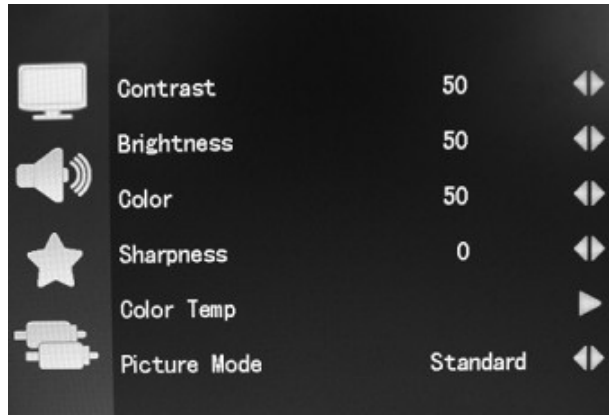 Contrast 50
Brightness 50
Color 50
Sharpness 0
Color Temp
Picture Mode Standard